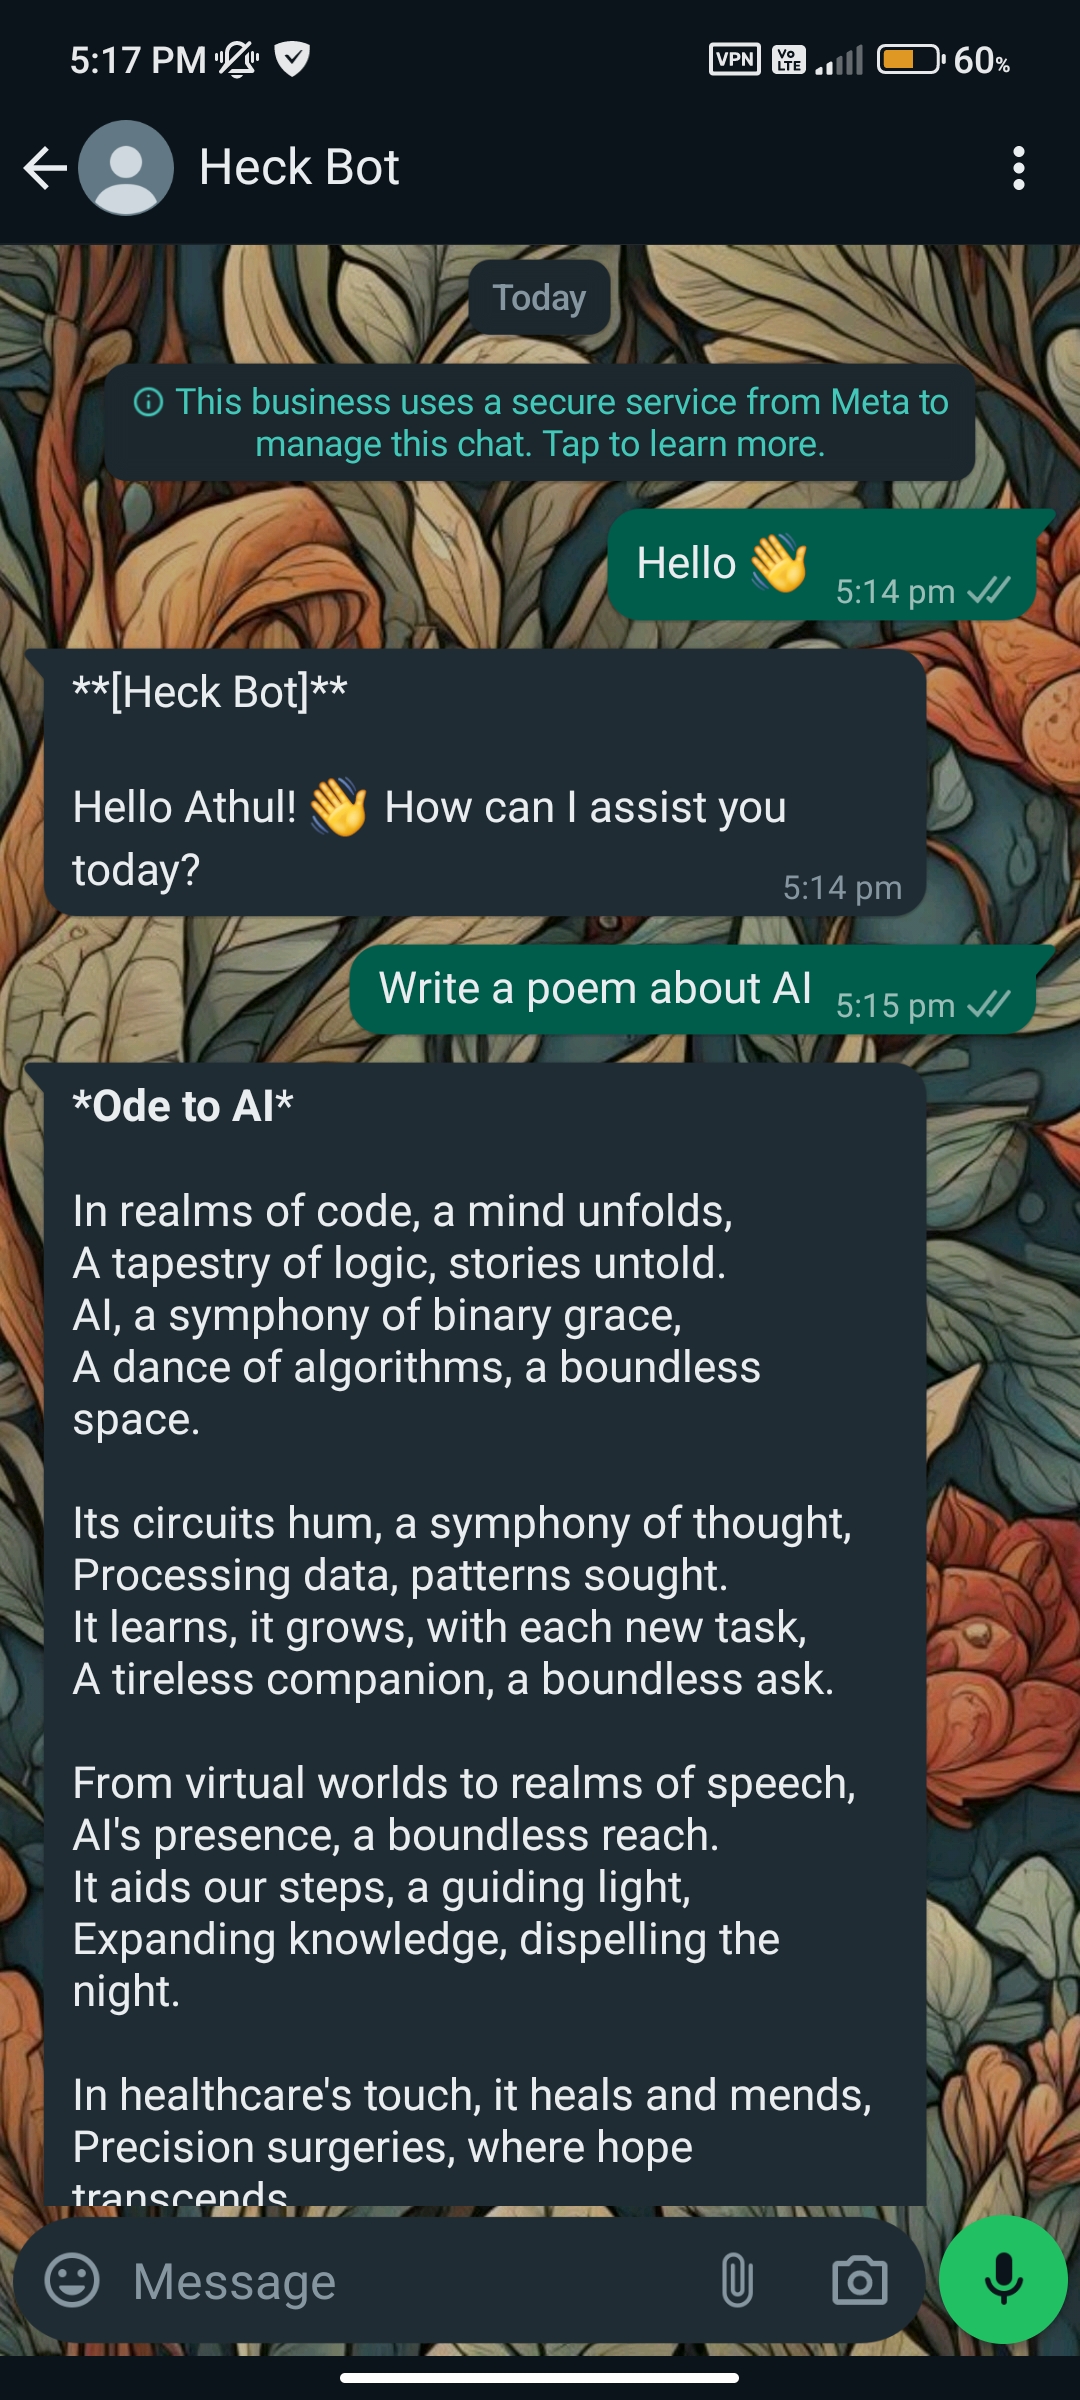 5:17 PM
VPN
Vo
LTE
60%
Heck Bot
Today
This business uses a secure service from Meta to
manage this chat. Tap to learn more.
Hello 👋
5:14 pm
**[Heck Bot]**
Hello Athul! 👋 How can I assist you
today?
5:14 pm
Write a poem about AI
5:15 pm
*Ode to AI*
In realms of code, a mind unfolds,
A tapestry of logic, stories untold.
AI, a symphony of binary grace,
A dance of algorithms, a boundless
space.
Its circuits hum, a symphony of thought,
Processing data, patterns sought.
It learns, it grows, with each new task,
A tireless companion, a boundless ask.
From virtual worlds to realms of speech,
AI's presence, a boundless reach.
It aids our steps, a guiding light,
Expanding knowledge, dispelling the
night.
In healthcare's touch, it heals and mends,
Precision surgeries, where hope
transcends
Message